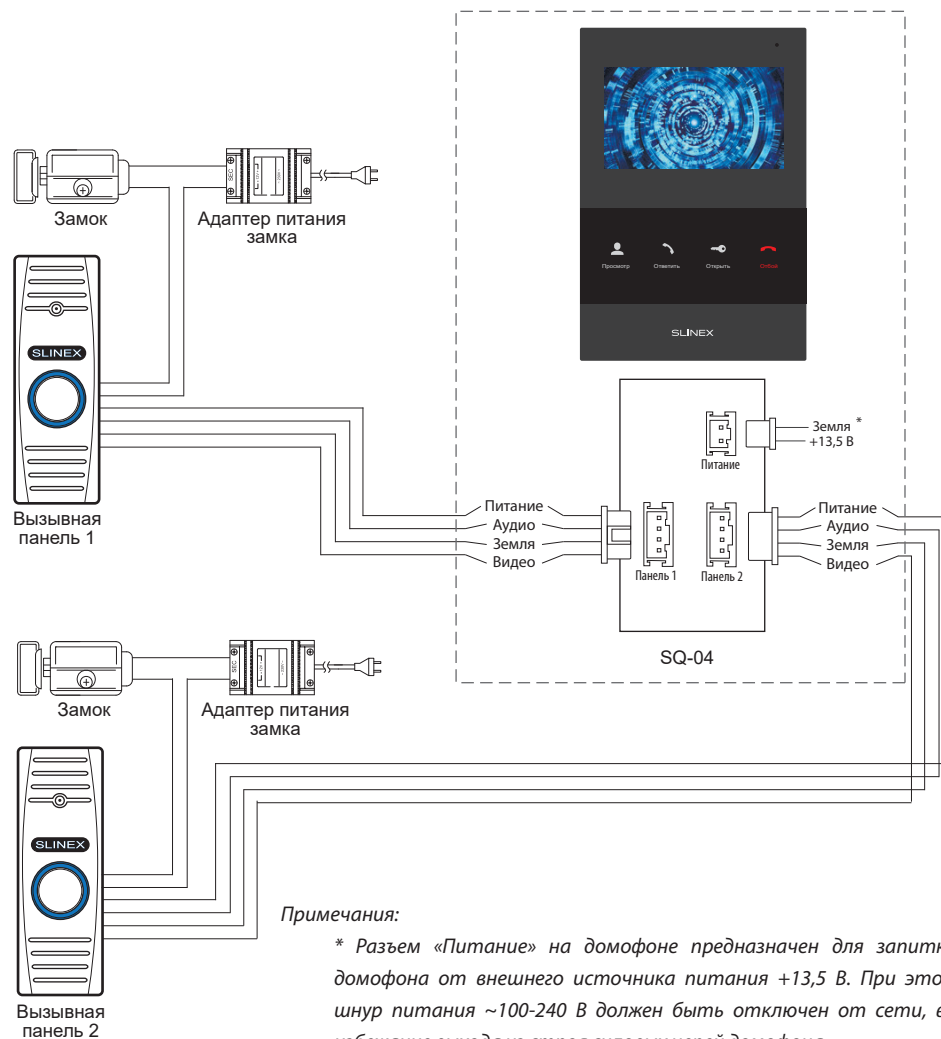 Просмотр
Ответить
Открыть
Отбой
SLINEX
Замок
Адаптер питания
замка
SEC
SLINEX
Вызывная
панель 1
Земля *
+13,5 В
Питание
Питание
Аудио
Земля
Видео
Панель 1
Панель 2
Питание
Аудио
Земля
Видео
SQ-04
Замок
SEC
Адаптер питания
замка
SLINEX
Вызывная
панель 2
Примечания:
* Разъем «Питание» на домофоне предназначен для запитк
домофона от внешнего источника питания +13,5 В. При это
шнур питания ~100-240 В должен быть отключен от сети, в